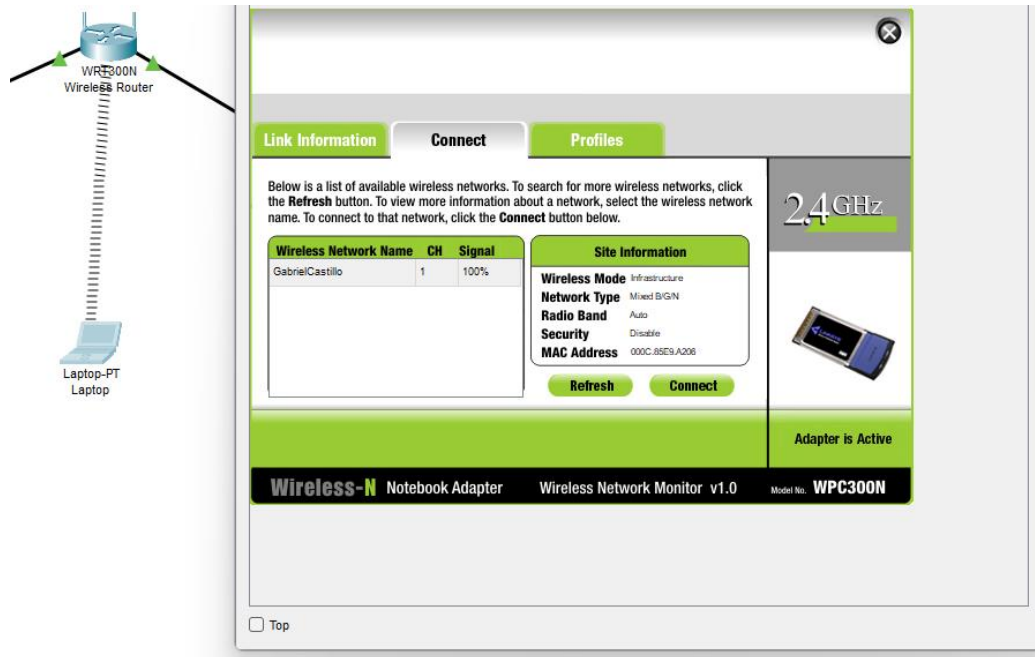 WRT300N
Wireless Router
Laptop-PT
Laptop
Link Information
Connect
Profiles
Below is a list of available wireless networks. To search for more wireless networks, click
the Refresh button. To view more information about a network, select the wireless network
name. To connect to that network, click the Connect button below.
2.4GHz
Wireless Network Name CH Signal
GabrielCastillo 1 100%
Site Information
Wireless Mode Infrastructure
Network Type Mixed B/G/N
Radio Band Auto
Security Disable
MAC Address 000C.85E9.A206
Refresh
Connect
Adapter is Active
Wireless-N Notebook Adapter Wireless Network Monitor v1.0 Model No. WPC300N
Top